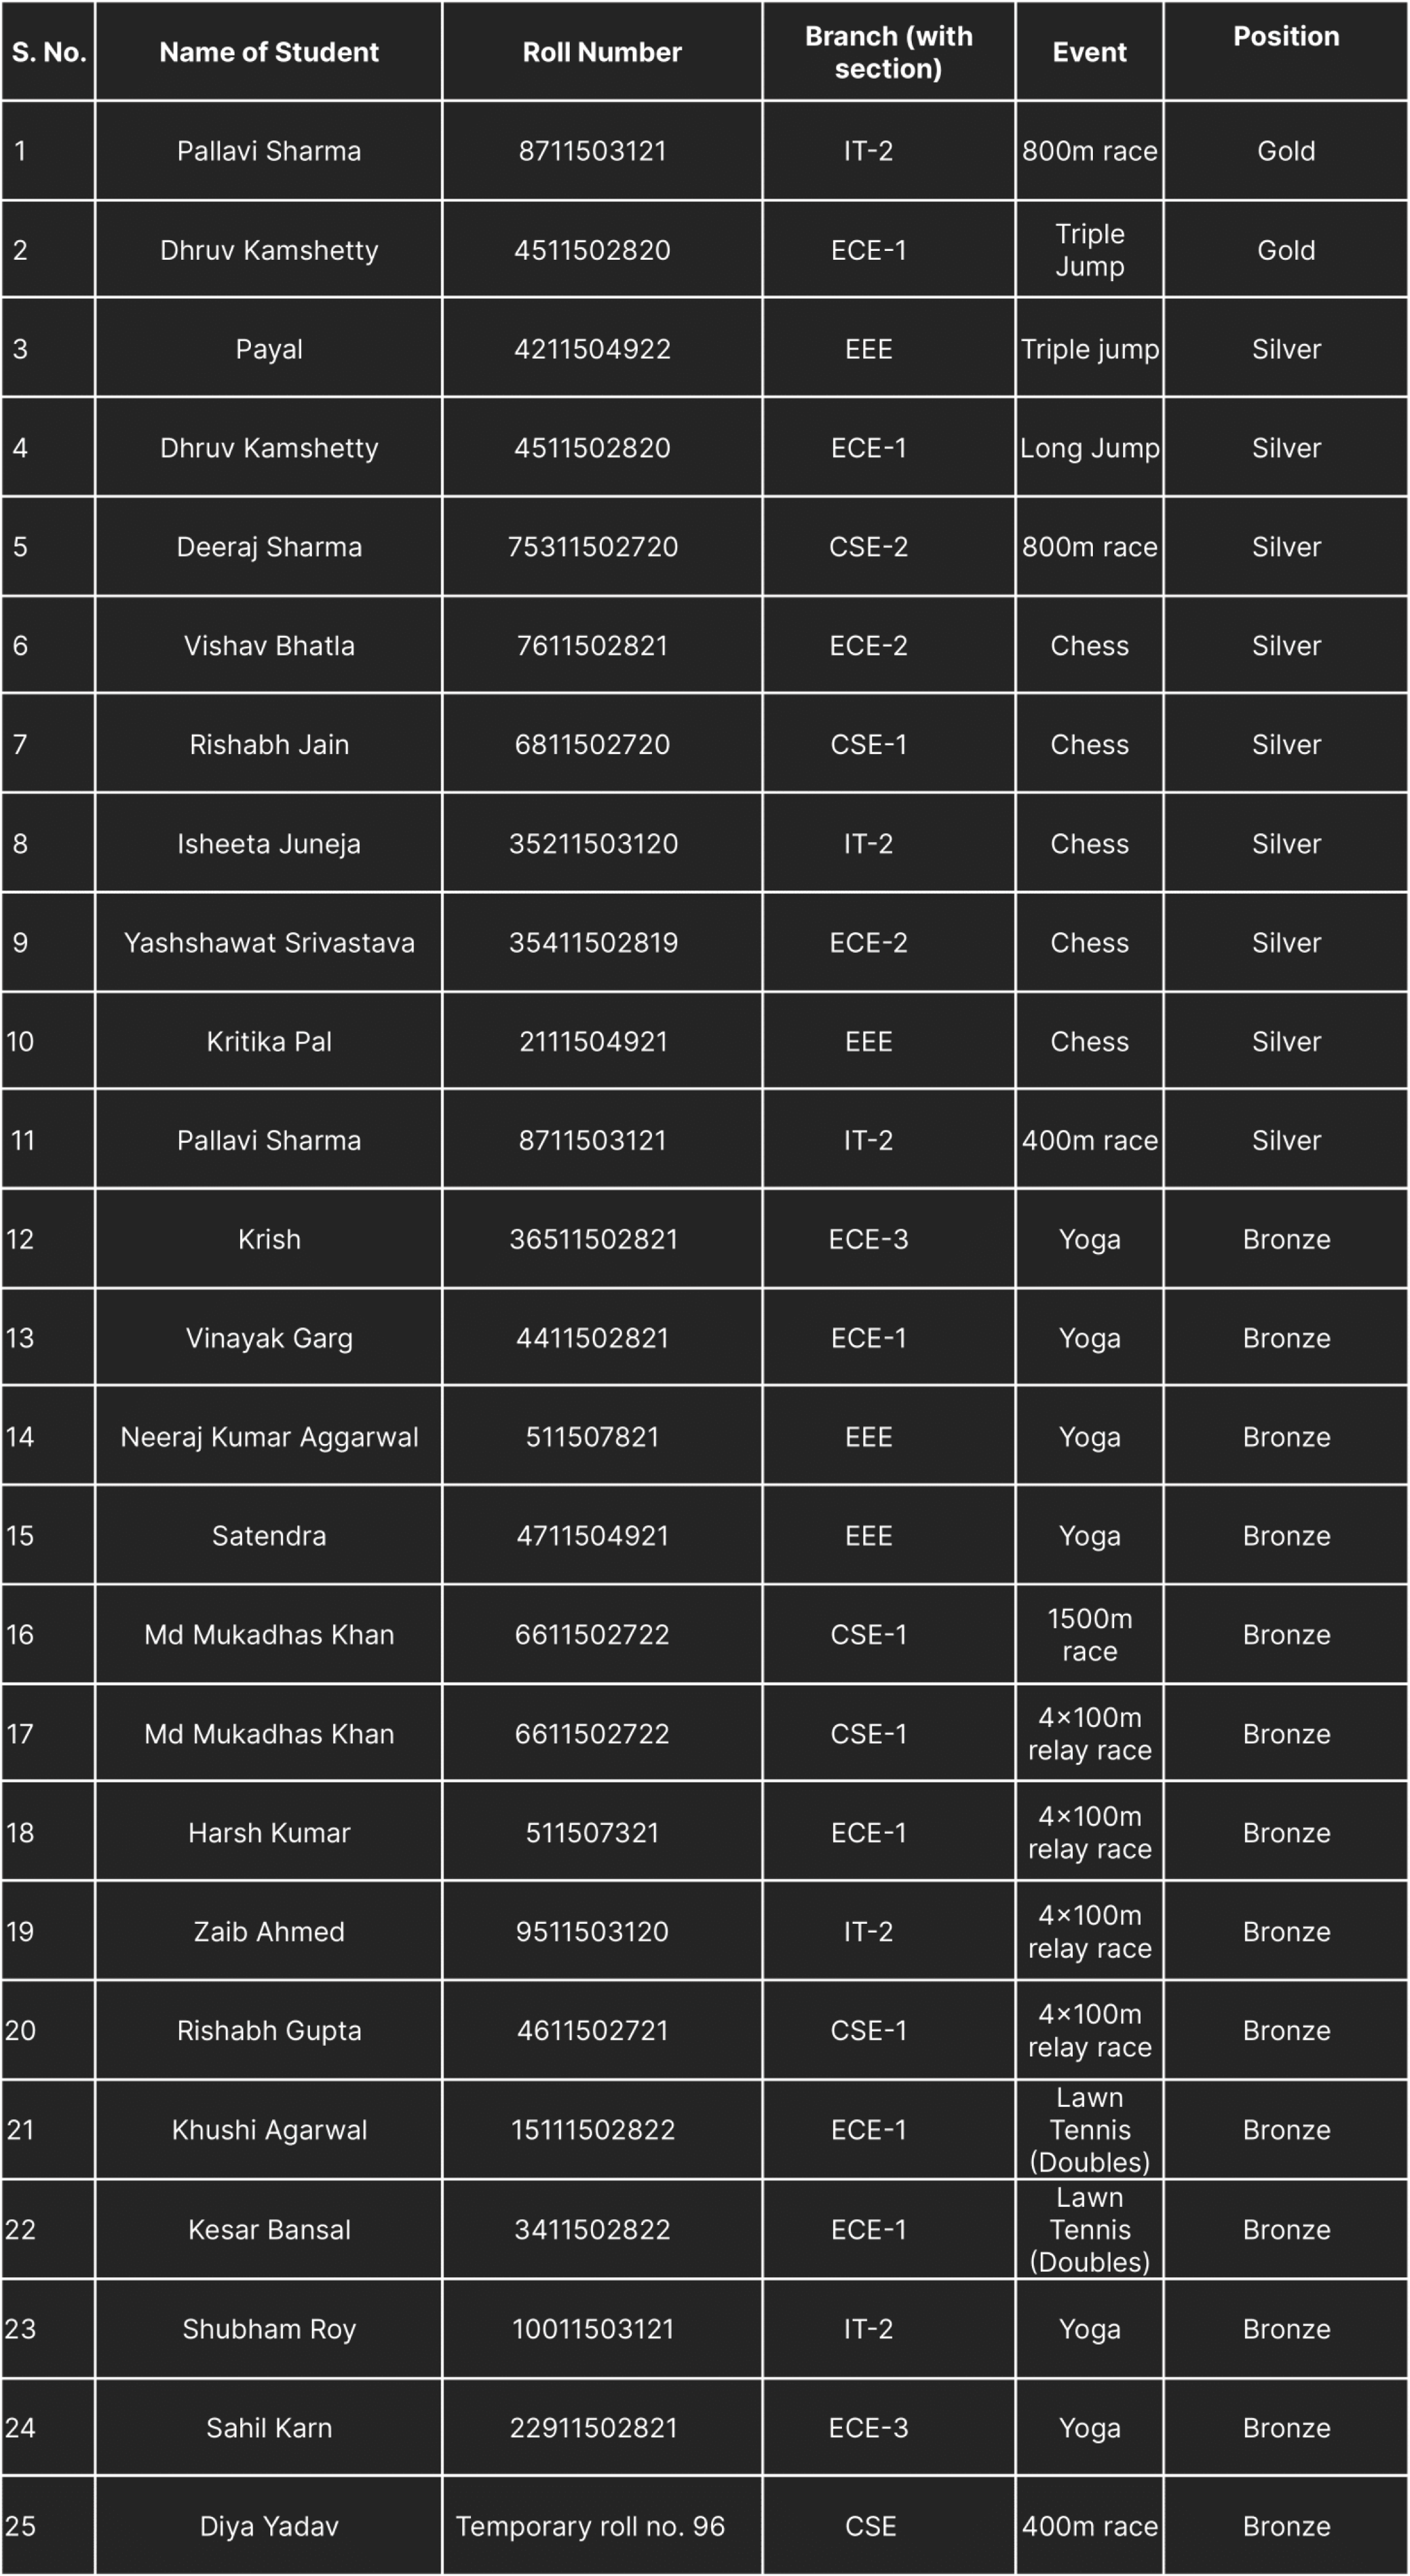 S. No. Name of Student Roll Number Branch (with section) Event Position
1 Pallavi Sharma 8711503121 IT-2 800m race Gold
2 Dhruv Kamshetty 4511502820 ECE-1 Triple Jump Gold
3 Payal 4211504922 EEE Triple jump Silver
4 Dhruv Kamshetty 4511502820 ECE-1 Long Jump Silver
5 Deeraj Sharma 75311502720 CSE-2 800m race Silver
6 Vishav Bhatla 7611502821 ECE-2 Chess Silver
7 Rishabh Jain 6811502720 CSE-1 Chess Silver
8 Isheeta Juneja 35211503120 IT-2 Chess Silver
9 Yashshawat Srivastava 35411502819 ECE-2 Chess Silver
10 Kritika Pal 2111504921 EEE Chess Silver
11 Pallavi Sharma 8711503121 IT-2 400m race Silver
12 Krish 36511502821 ECE-3 Yoga Bronze
13 Vinayak Garg 4411502821 ECE-1 Yoga Bronze
14 Neeraj Kumar Aggarwal 511507821 EEE Yoga Bronze
15 Satendra 4711504921 EEE Yoga Bronze
16 Md Mukadhas Khan 6611502722 CSE-1 1500m race Bronze
17 Md Mukadhas Khan 6611502722 CSE-1 4×100m relay race Bronze
18 Harsh Kumar 511507321 ECE-1 4×100m relay race Bronze
19 Zaib Ahmed 9511503120 IT-2 4×100m relay race Bronze
20 Rishabh Gupta 4611502721 CSE-1 4×100m relay race Bronze
21 Khushi Agarwal 15111502822 ECE-1 Lawn Tennis (Doubles) Bronze
22 Kesar Bansal 3411502822 ECE-1 Lawn Tennis (Doubles) Bronze
23 Shubham Roy 10011503121 IT-2 Yoga Bronze
24 Sahil Karn 22911502821 ECE-3 Yoga Bronze
25 Diya Yadav Temporary roll no. 96 CSE 400m race Bronze